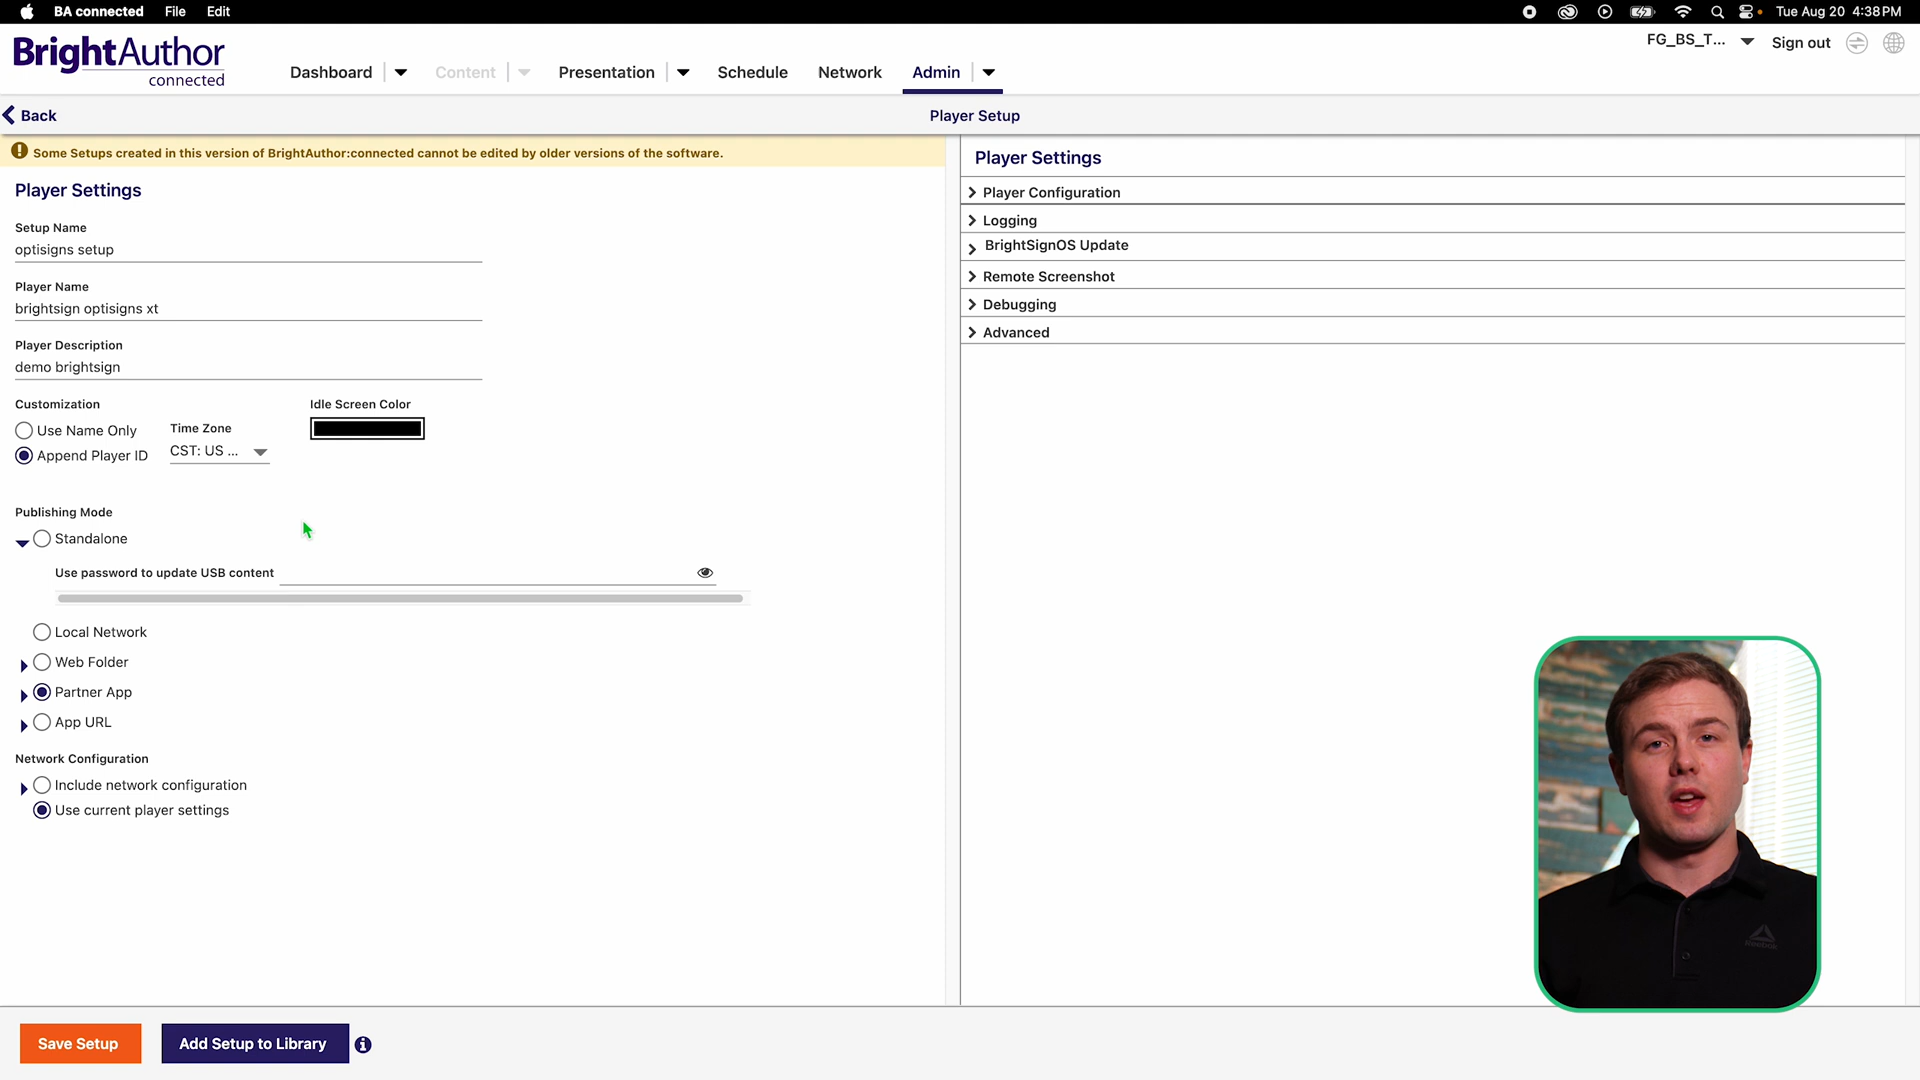 BA connected File Edit
Tue Aug 20 4:38 PM
BrightAuthor
connected
Dashboard Content Presentation Schedule Network Admin
FG_BS_T... Sign out
Back
Player Setup
Some Setups created in this version of BrightAuthor:connected cannot be edited by older versions of the software.
Player Settings
Setup Name
optisigns setup
Player Name
brightsign optisigns xt
Player Description
demo brightsign
Customization
Use Name Only
Append Player ID
Time Zone
CST: US ...
Idle Screen Color
Publishing Mode
Standalone
Use password to update USB content
Local Network
Web Folder
Partner App
App URL
Network Configuration
Include network configuration
Use current player settings
Player Settings
Player Configuration
Logging
BrightSignOS Update
Remote Screenshot
Debugging
Advanced
Reebok
Save Setup
Add Setup to Library